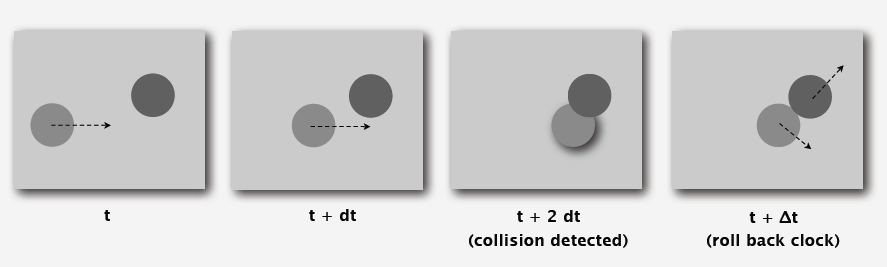 t
t + dt
t + 2 dt
(collision detected)
t + Δt
(roll back clock)